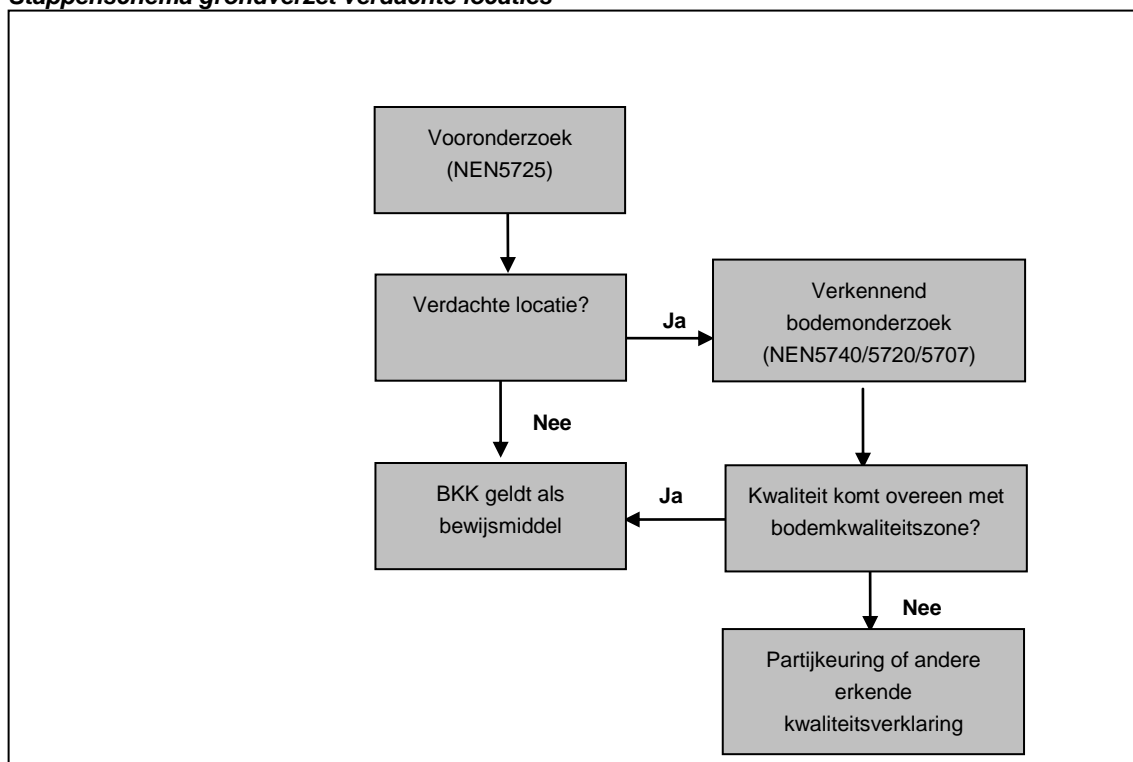 Stappenschema grondverzet verdachte locaties
Vooronderzoek
(NEN5725)
Verdachte locatie?
Ja
Verkennend
bodemonderzoek
(NEN5740/5720/5707)
Nee
BKK geldt als
bewijsmiddel
Ja
Kwaliteit komt overeen met
bodemkwaliteitszone?
Nee
Partijkeuring of andere
erkende
kwaliteitsverklaring